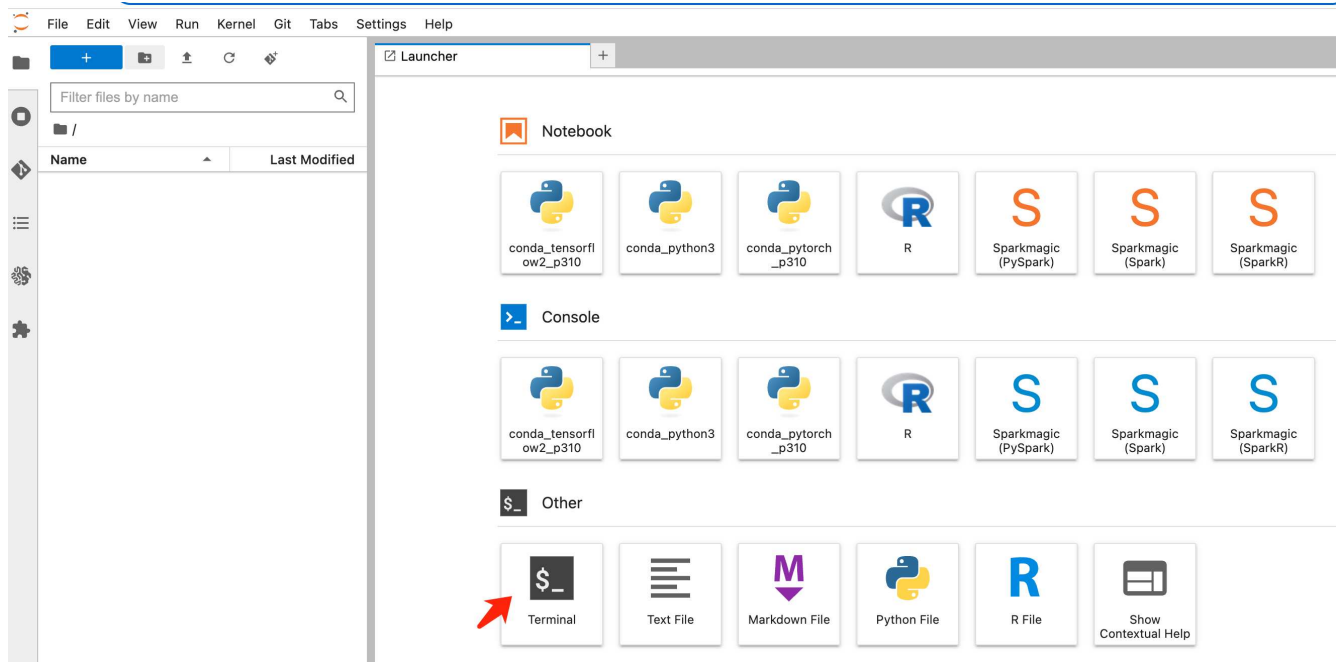 File Edit View Run Kernel Git Tabs Settings Help
+
Filter files by name
/
Name Last Modified
Launcher +
Notebook
conda_tensorfl
ow2_p310
conda_python3
conda_pytorch
_p310
R
R
S
Sparkmagic
(PySpark)
S
Sparkmagic
(Spark)
S
Sparkmagic
(SparkR)
>_ Console
conda_tensorfl
ow2_p310
conda_python3
conda_pytorch
_p310
R
R
S
Sparkmagic
(PySpark)
S
Sparkmagic
(Spark)
S
Sparkmagic
(SparkR)
$_ Other
$_
Terminal
Text File
M
Markdown File
Python File
R
R File
Show
Contextual Help